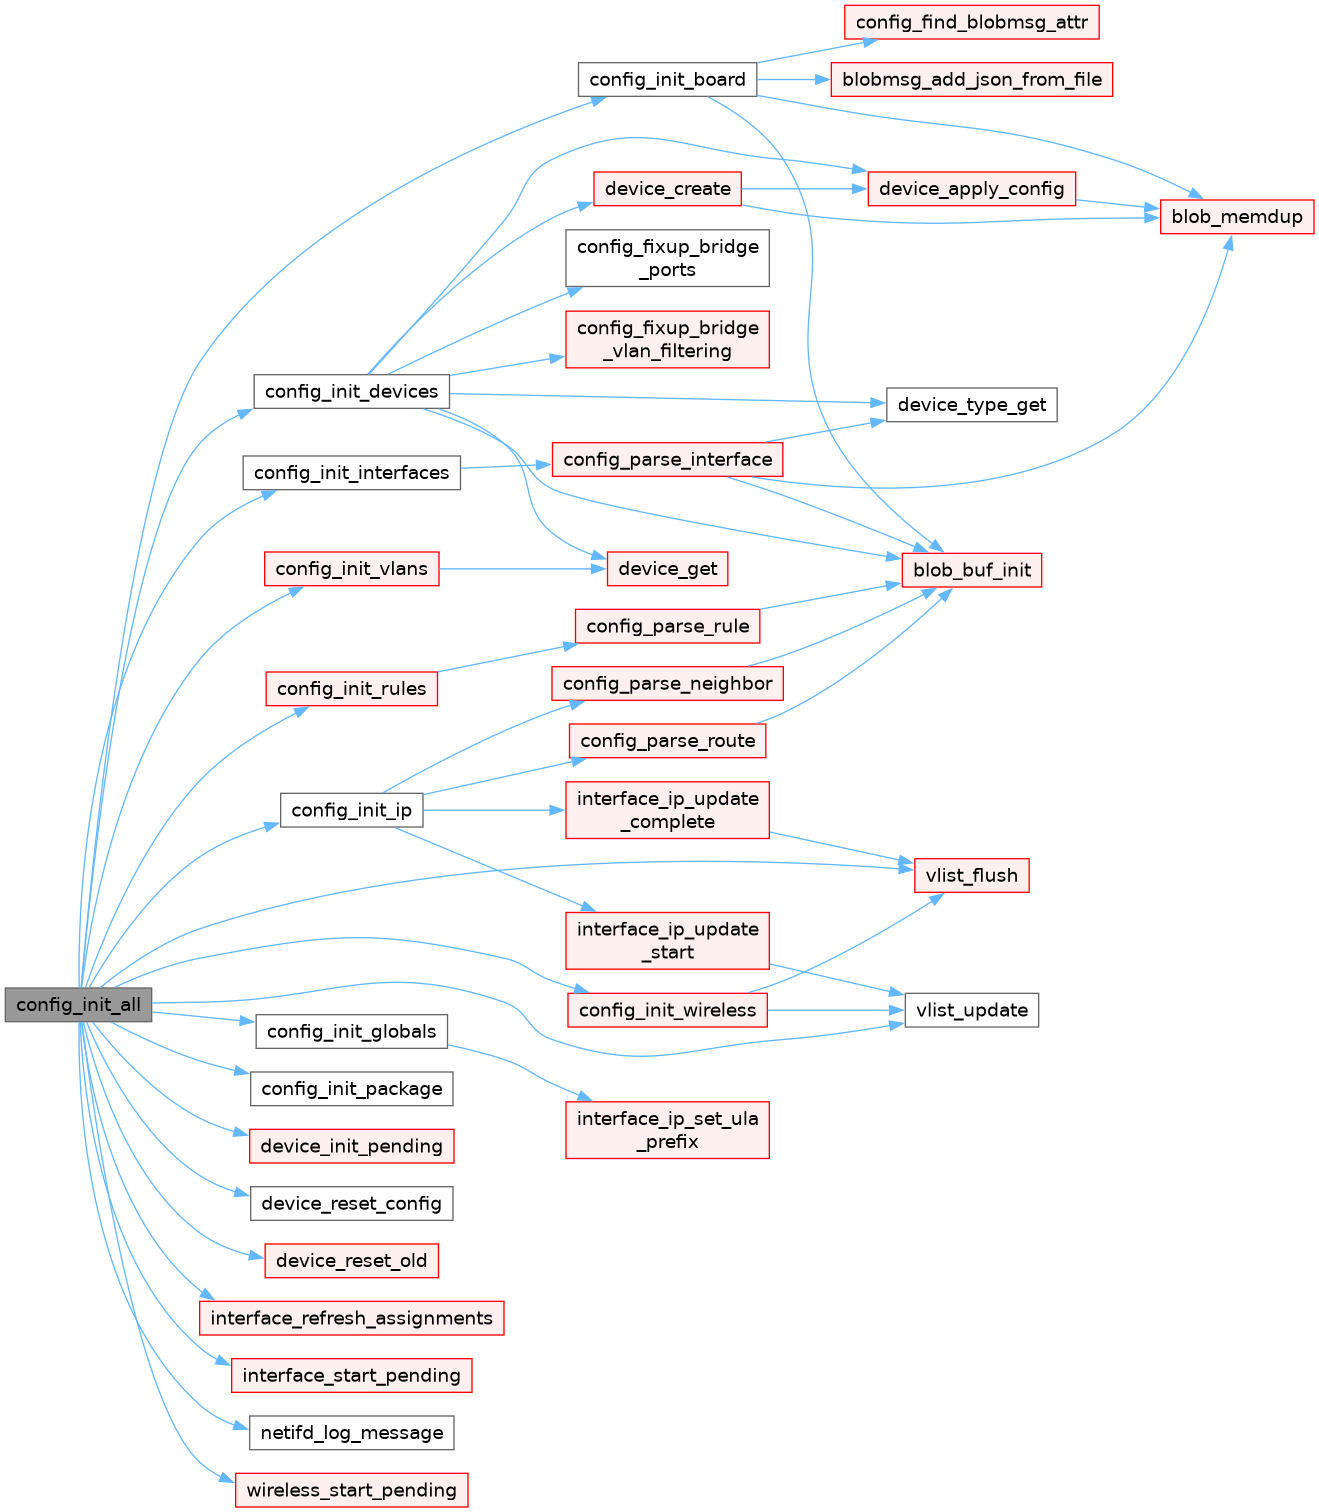 config_find_blobmsg_attr
config_init_board
blobmsg_add_json_from_file
device_create
device_apply_config
blob_memdup
config_fixup_bridge
_ports
config_fixup_bridge
_vlan_filtering
config_init_devices
device_type_get
config_parse_interface
config_init_interfaces
config_init_vlans
device_get
blob_buf_init
config_parse_rule
config_init_rules
config_parse_neighbor
config_parse_route
config_init_ip
interface_ip_update
_complete
vlist_flush
interface_ip_update
_start
config_init_all
config_init_wireless
vlist_update
config_init_globals
config_init_package
interface_ip_set_ula
_prefix
device_init_pending
device_reset_config
device_reset_old
interface_refresh_assignments
interface_start_pending
netifd_log_message
wireless_start_pending